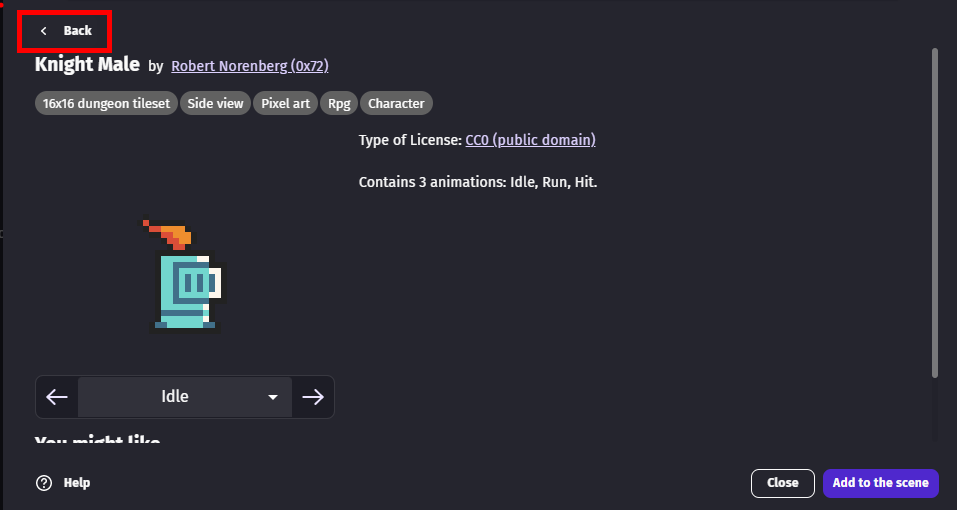 Back
Knight Male by Robert Norenberg (0x72)
16x16 dungeon tileset Side view Pixel art Rpg Character
Type of License: CC0 (public domain)
Contains 3 animations: Idle, Run, Hit.
Idle
You might like
Help Close Add to the scene